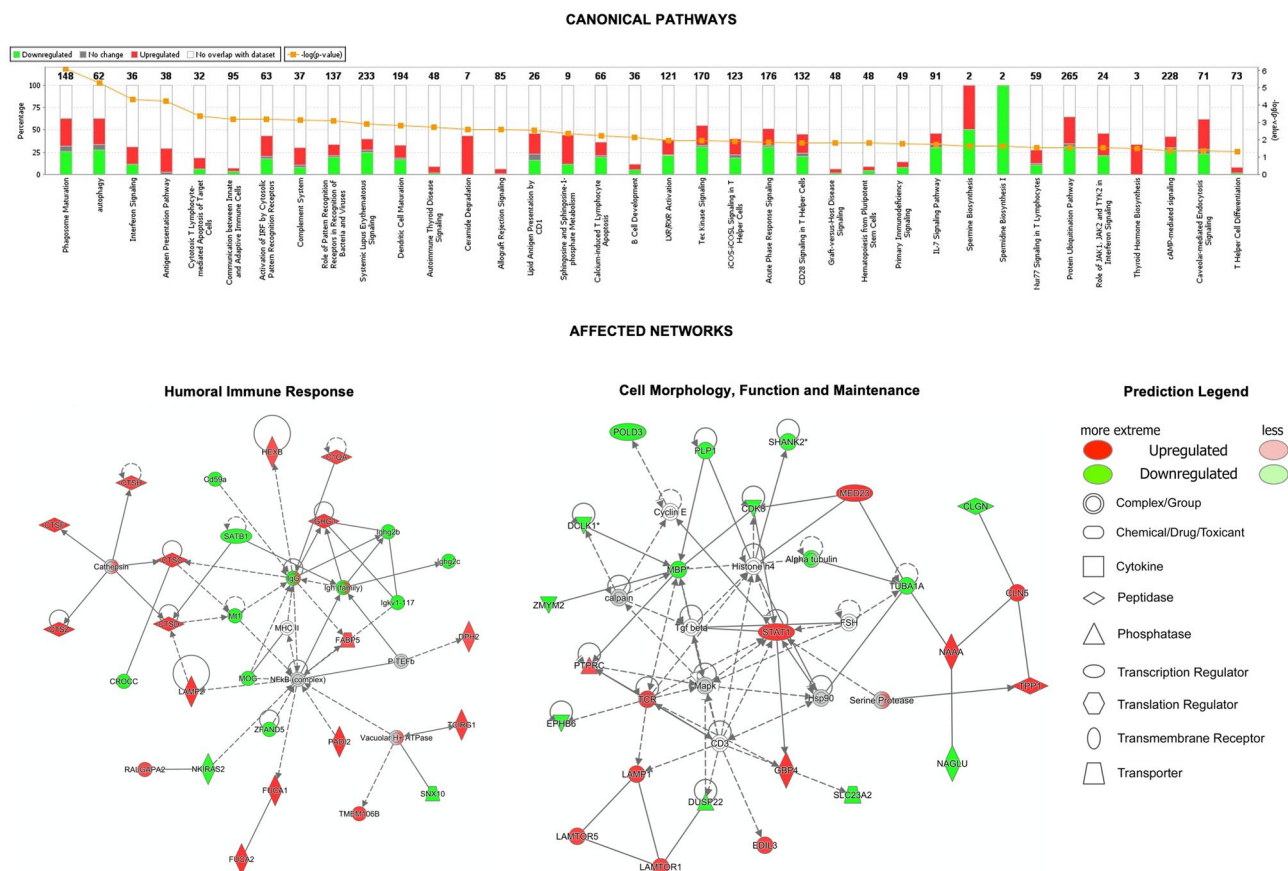 CANONICAL PATHWAYS
Downregulated No change Upregulated No overlap with dataset -log(p-value)
148 62 36 38 32 95 63 37 137 233 194 48 7 85 26 9 66 36 121 170 123 176 132 48 48 49 91 2 2 59 265 24 3 228 71 73
Percentage
100
75
50
25
0
6
5
4
3
2
1
0
-log(p-value)
Phagosome Maturation
autophagy
Interferon Signaling
Antigen Presentation Pathway
Cytotoxic T Lymphocyte-
mediated Apoptosis of Target
Cells
Communication between Innate
and Adaptive Immune Cells
Activation of IRF by Cytosolic
Pattern Recognition Receptors
Complement System
Role of Pattern Recognition
Receptors in Recognition of
Bacteria and Viruses
Systemic Lupus Erythematosus
Signaling
Dendritic Cell Maturation
Autoimmune Thyroid Disease
Signaling
Ceramide Degradation
Allograft Rejection Signaling
Lipid Antigen Presentation by
CD1
Sphingosine and Sphingosine-1-
phosphate Metabolism
Calcium-induced T Lymphocyte
Apoptosis
B Cell Development
LXR/RXR Activation
Tec Kinase Signaling
iCOS-iCOSL Signaling in T
Helper Cells
Acute Phase Response Signaling
CD28 Signaling in T Helper Cells
Graft-versus-Host Disease
Signaling
Hematopoiesis from Pluripotent
Stem Cells
Primary Immunodeficiency
Signaling
IL-7 Signaling Pathway
Spermine Biosynthesis
Spermidine Biosynthesis I
Nur77 Signaling in T Lymphocytes
Protein Ubiquitination Pathway
Role of JAK1, JAK2 and TYK2 in
Interferon Signaling
Thyroid Hormone Biosynthesis
cAMP-mediated signaling
Caveolar-mediated Endocytosis
Signaling
T Helper Cell Differentiation
AFFECTED NETWORKS
Humoral Immune Response
HEXB
Cd59a
SATB1
Ighg2b
Ighg2c
Cathepsin
IgG
Igh (family)
Igkv1-117
Mt1
MHC II
FABP5
DPH2
P-TEFb
CROCC
LAMP2
MOG
NFkB (complex)
ZFAND5
PADI2
Vacuolar H+ ATPase
TCIRG1
RALGAPA2
NKIRAS2
FUCA1
SNX10
TMEM106B
FUCA2
Cell Morphology, Function and Maintenance
POLD3
PLP1
SHANK2*
MED23
Cyclin E
CDK8
CLGN
DCLK1*
Alpha tubulin
MBP*
Histone h4
TUBA1A
calpain
CLN5
ZMYM2
Tgf beta
STAT1
FSH
NAAA
PTPRC
Mapk
TCR
Hsp90
Serine Protease
TPP1
EPHB6
CD3
LAMP1
GBP4
NAGLU
DUSP22
SLC23A2
LAMTOR5
EDIL3
LAMTOR1
Prediction Legend
more extreme less
Upregulated
Downregulated
Complex/Group
Chemical/Drug/Toxicant
Cytokine
Peptidase
Phosphatase
Transcription Regulator
Translation Regulator
Transmembrane Receptor
Transporter